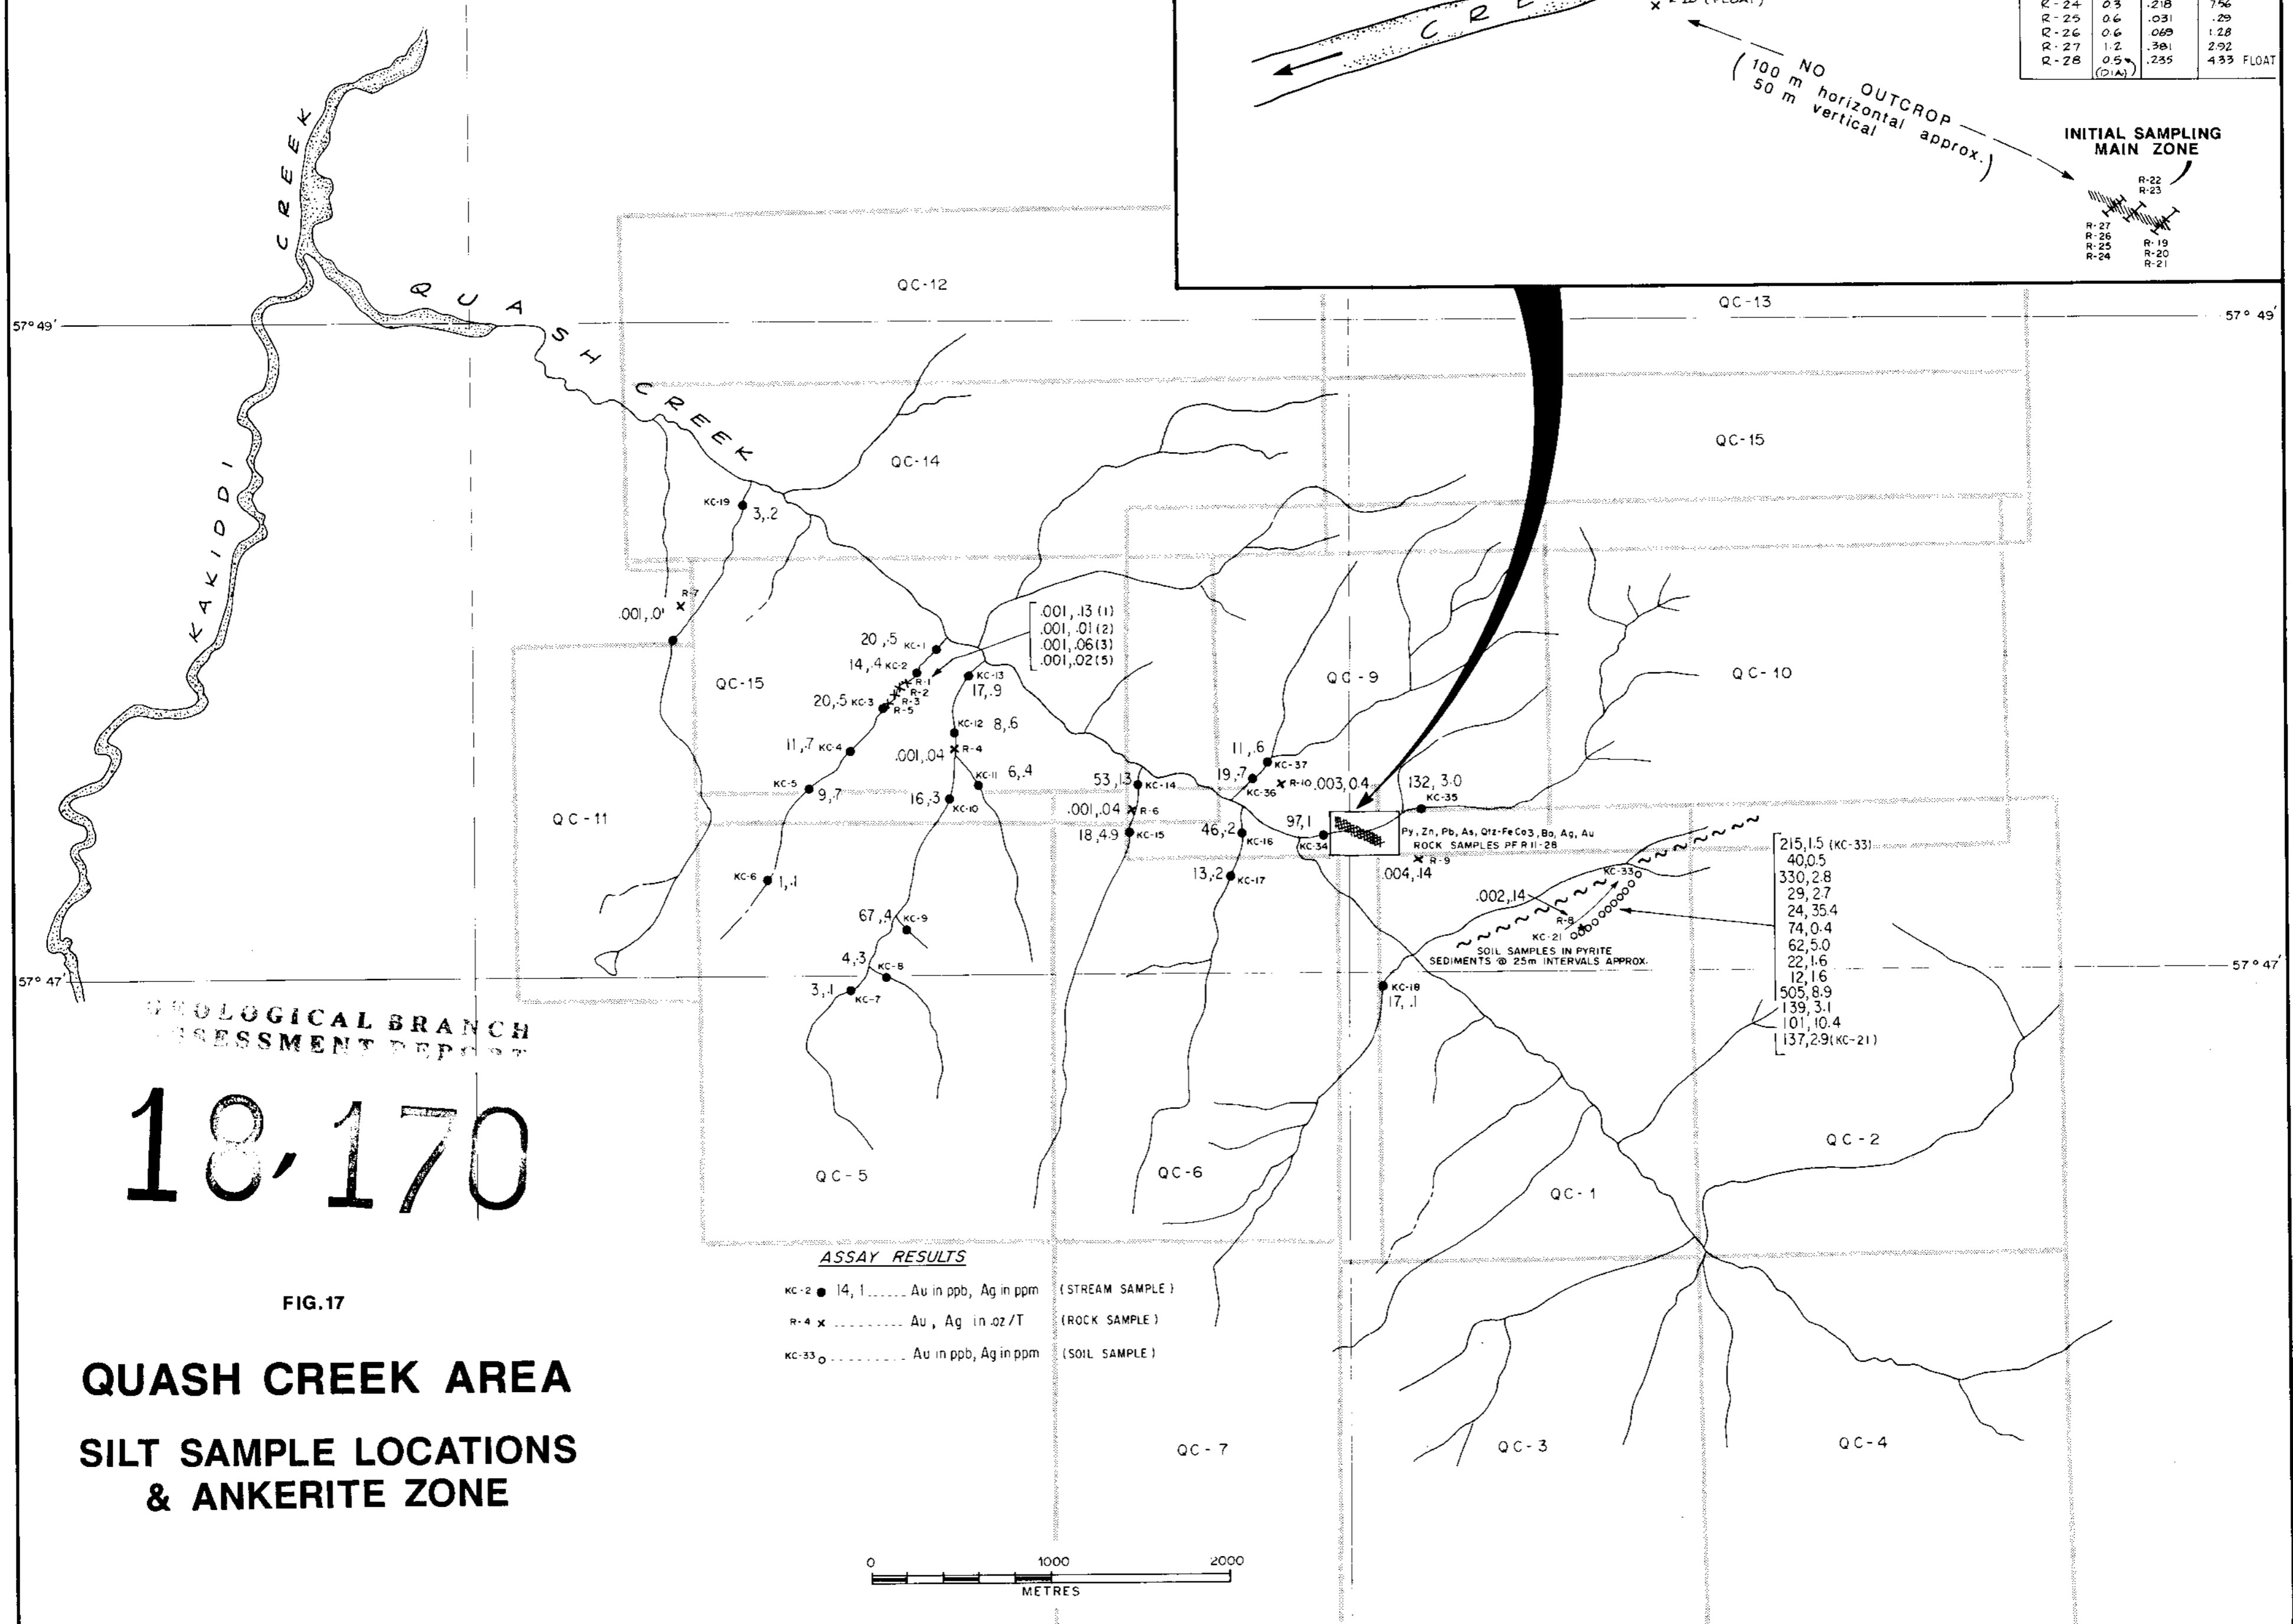 C R E
R-24 0.3 .218 7.56
R-25 0.6 .031 .29
R-26 0.6 .069 1.28
R-27 1.2 .381 2.92
R-28 0.5 .235 4.33 FLOAT
(DIA)
NO OUTCROP
( 100 m horizontal approx. )
50 m vertical
INITIAL SAMPLING
MAIN ZONE
R-22
R-23
R-27
R-26
R-25
R-24
R-19
R-20
R-21
KAKIDDI CREEK
QUASH CREEK
57° 49'
57° 49'
QC-12
QC-13
QC-14
QC-15
KC-19
3,.2
R-7
.001,.0
QC-15
20,.5 KC-1
14,.4 KC-2
R-1
R-2
R-3
20,.5 KC-3
R-5
.001,.13 (1)
.001,.01 (2)
.001,.06 (3)
.001,.02 (5)
KC-13
17,.9
KC-12 8,.6
11,.7 KC-4
.001,.04 R-4
KC-5
9,.7
KC-11 6,.4
16,.3
KC-10
QC-9
QC-10
QC-11
53,1.3 KC-14
.001,.04 R-6
18,4.9 KC-15
11,.6
KC-37
19,.7
KC-36
R-10 .003,0.4
132, 3.0
KC-35
46,.2
KC-16
97,1
KC-34
Py, Zn, Pb, As, Qtz-FeCo3, Ba, Ag, Au
ROCK SAMPLES PF R 11-28
13,.2 KC-17
R-9
.004,.14
KC-6 1,.1
67,.4 KC-9
4,.3
KC-8
3,.1
KC-7
.002,.14
KC-33
R-8
KC-21
SOIL SAMPLES IN PYRITE
SEDIMENTS @ 25m INTERVALS APPROX.
215,1.5 (KC-33)
40,0.5
330,2.8
29,2.7
24,35.4
74,0.4
62,5.0
22,1.6
12,1.6
505,8.9
139,3.1
101,10.4
137,2.9 (KC-21)
57° 47'
57° 47'
KC-18
17,.1
GEOLOGICAL BRANCH
ASSESSMENT REPORT
18,170
QC-5
QC-6
QC-1
QC-2
ASSAY RESULTS
KC-2 14, 1...... Au in ppb, Ag in ppm (STREAM SAMPLE)
R-4 x ......... Au, Ag in oz/T (ROCK SAMPLE)
KC-33 o .......... Au in ppb, Ag in ppm (SOIL SAMPLE)
FIG.17
QUASH CREEK AREA
SILT SAMPLE LOCATIONS
& ANKERITE ZONE
QC-7
QC-3
QC-4
0 1000 2000
METRES